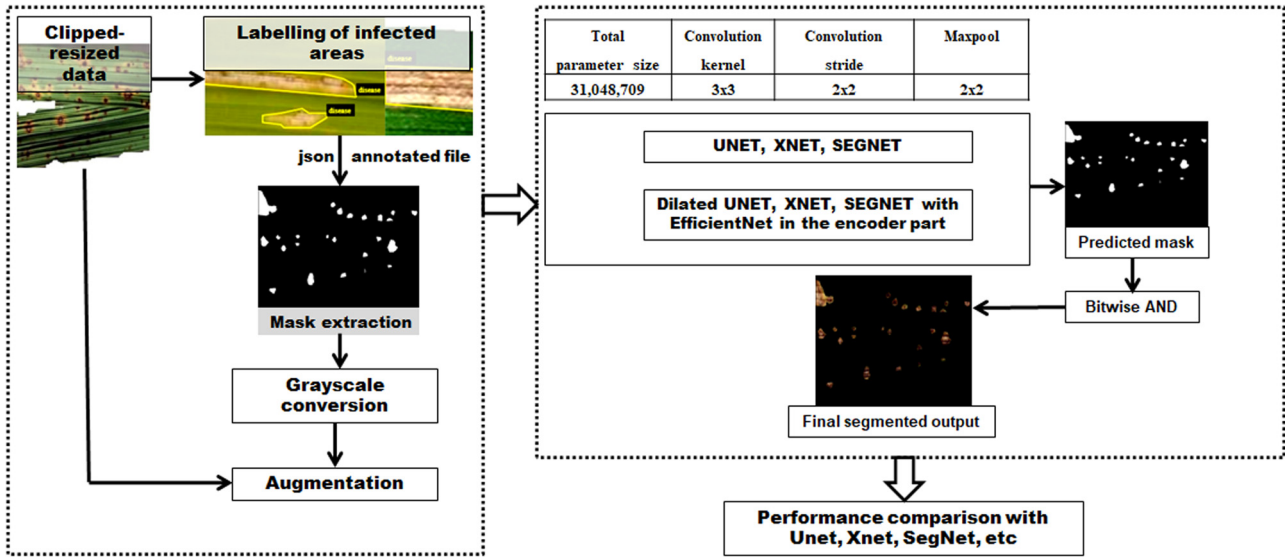 Clipped-
resized
data
Labelling of infected
areas
disease
disease
disease
json annotated file
Mask extraction
Grayscale
conversion
Augmentation
Total
parameter size
Convolution
kernel
Convolution
stride
Maxpool
31,048,709
3x3
2x2
2x2
UNET, XNET, SEGNET
Dilated UNET, XNET, SEGNET with
EfficientNet in the encoder part
Predicted mask
Bitwise AND
Final segmented output
Performance comparison with
Unet, Xnet, SegNet, etc